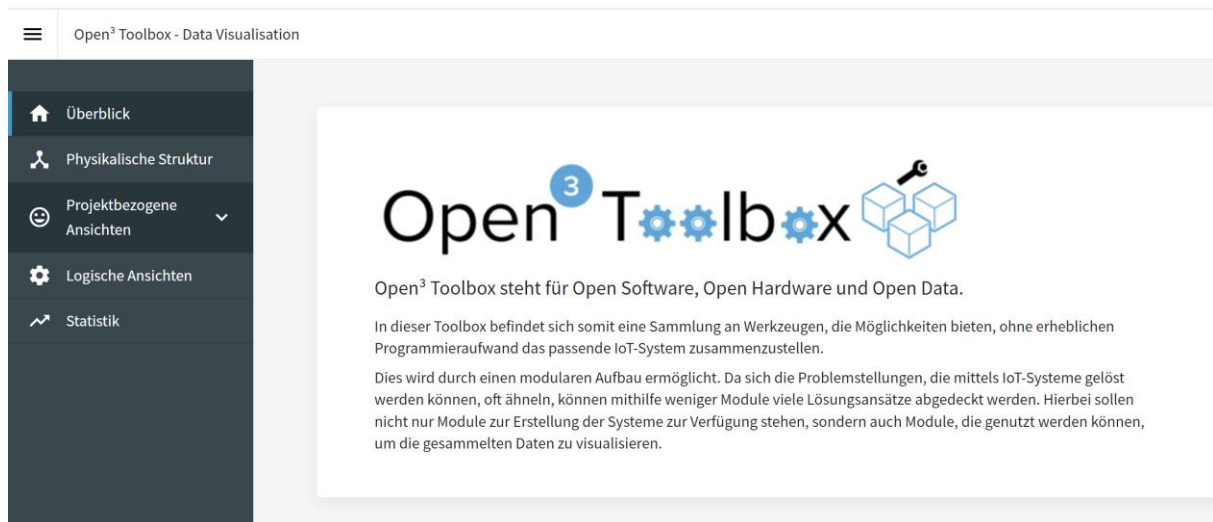 Open³ Toolbox - Data Visualisation
Überblick
Physikalische Struktur
Projektbezogene
Ansichten
Logische Ansichten
Statistik
Open³ Toolbox
Open³ Toolbox steht für Open Software, Open Hardware und Open Data.
In dieser Toolbox befindet sich somit eine Sammlung an Werkzeugen, die Möglichkeiten bieten, ohne erheblichen
Programmieraufwand das passende IoT-System zusammenzustellen.
Dies wird durch einen modularen Aufbau ermöglicht. Da sich die Problemstellungen, die mittels IoT-Systeme gelöst
werden können, oft ähneln, können mithilfe weniger Module viele Lösungsansätze abgedeckt werden. Hierbei sollen
nicht nur Module zur Erstellung der Systeme zur Verfügung stehen, sondern auch Module, die genutzt werden können,
um die gesammelten Daten zu visualisieren.